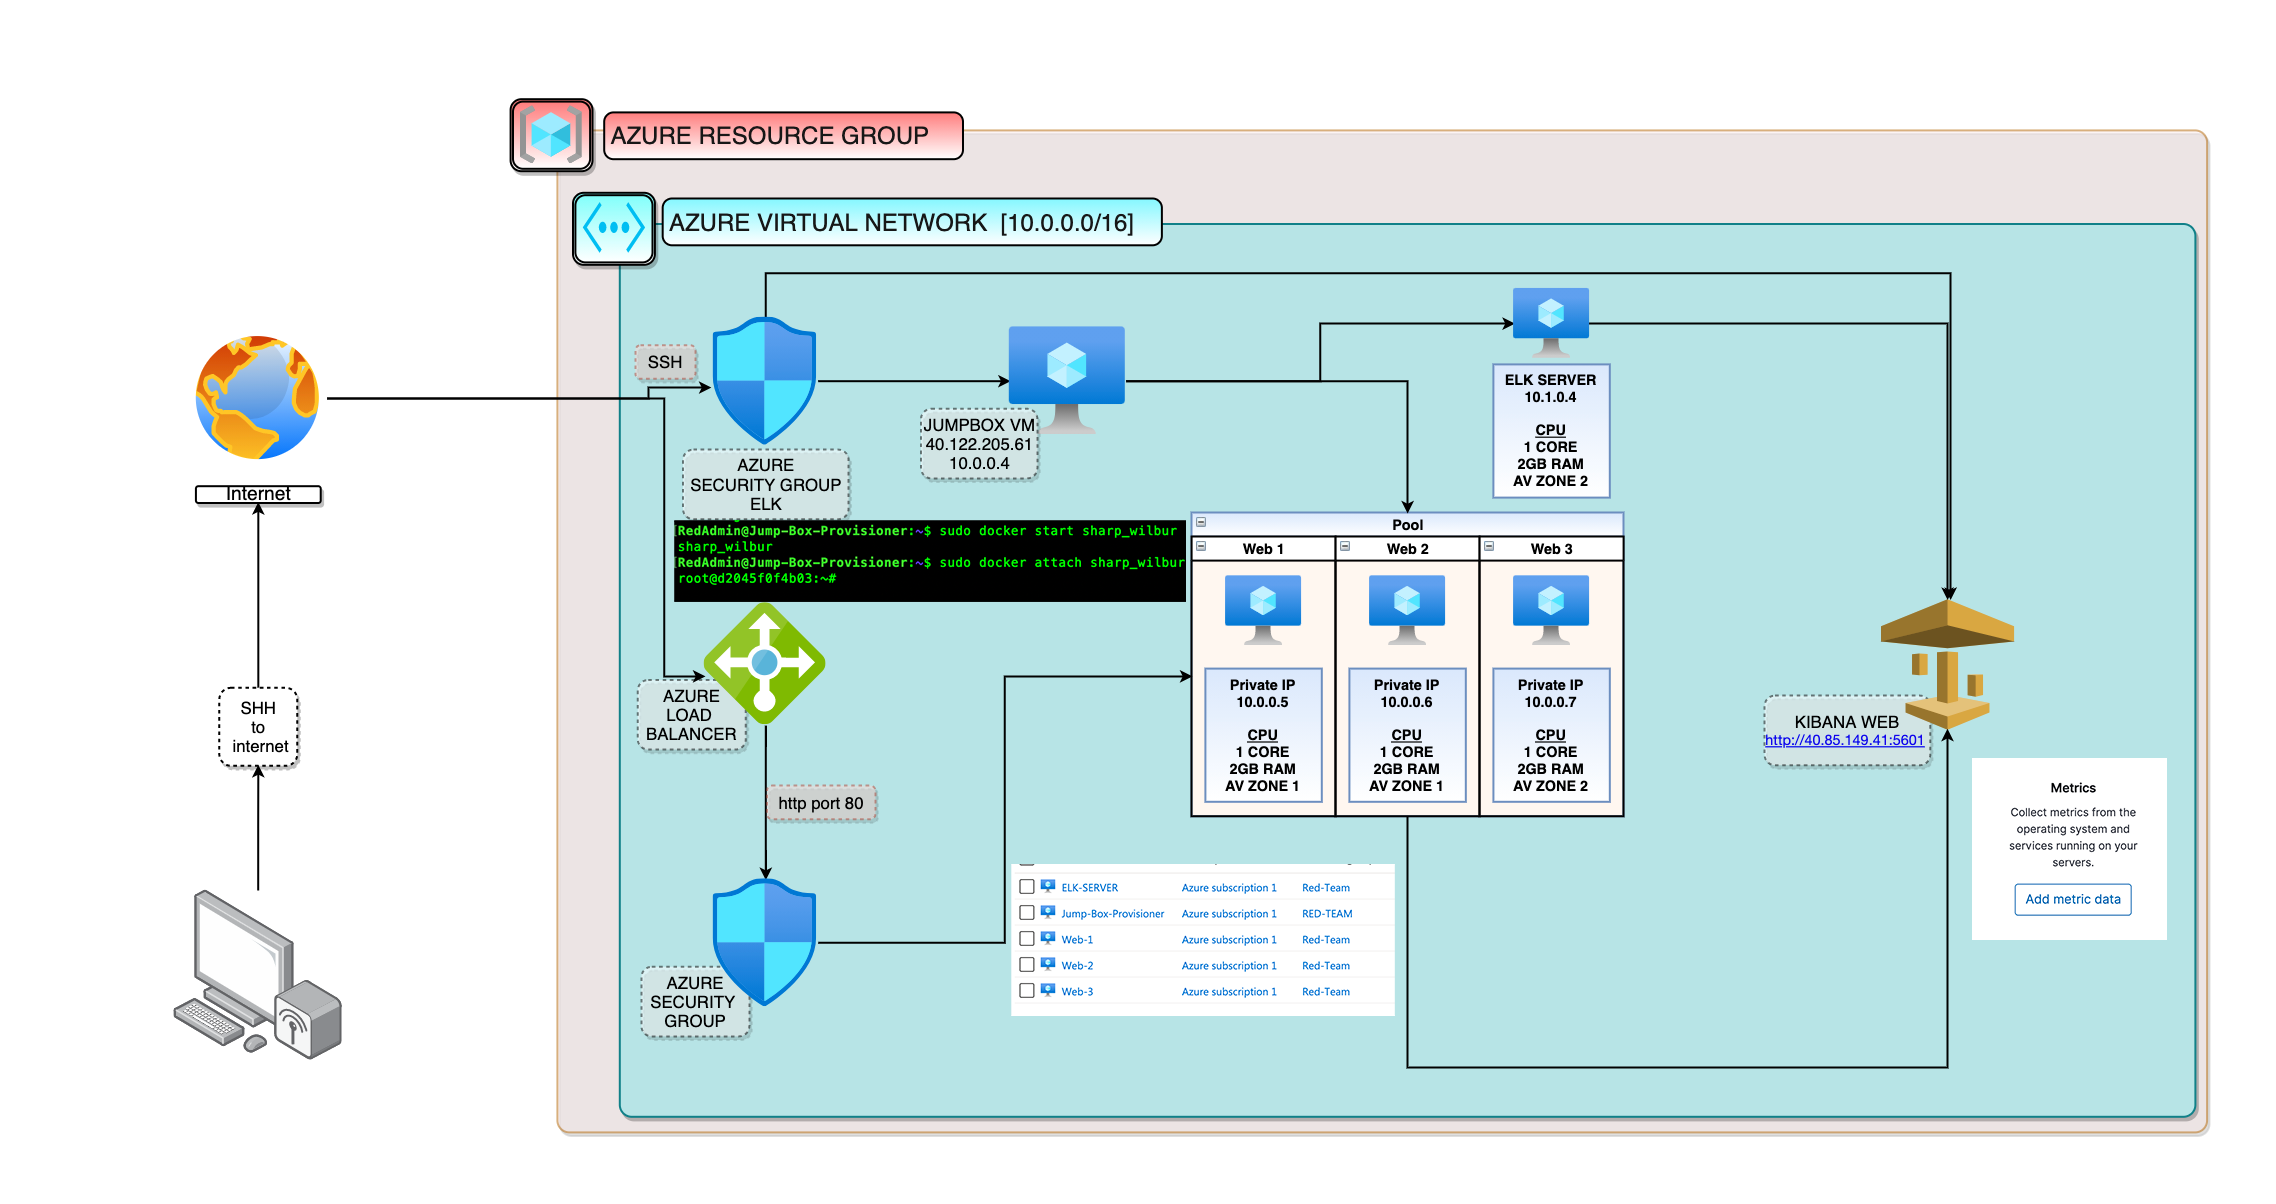 AZURE RESOURCE GROUP
AZURE VIRTUAL NETWORK [10.0.0.0/16]
SSH
AZURE
SECURITY GROUP
ELK
JUMPBOX VM
40.122.205.61
10.0.0.4
ELK SERVER
10.1.0.4
CPU
1 CORE
2GB RAM
AV ZONE 2
Internet
SHH
to
internet
[RedAdmin@Jump-Box-Provisioner:~$ sudo docker start sharp_wilbur
sharp_wilbur
[RedAdmin@Jump-Box-Provisioner:~$ sudo docker attach sharp_wilbur
root@d2045f0f4b03:~#
Pool
Web 1
Web 2
Web 3
Private IP
10.0.0.5
CPU
1 CORE
2GB RAM
AV ZONE 1
Private IP
10.0.0.6
CPU
1 CORE
2GB RAM
AV ZONE 1
Private IP
10.0.0.7
CPU
1 CORE
2GB RAM
AV ZONE 2
AZURE
LOAD
BALANCER
http port 80
AZURE
SECURITY
GROUP
KIBANA WEB
http://40.85.149.41:5601
Metrics
Collect metrics from the
operating system and
services running on your
servers.
Add metric data
ELK-SERVER Azure subscription 1 Red-Team
Jump-Box-Provisioner Azure subscription 1 RED-TEAM
Web-1 Azure subscription 1 Red-Team
Web-2 Azure subscription 1 Red-Team
Web-3 Azure subscription 1 Red-Team